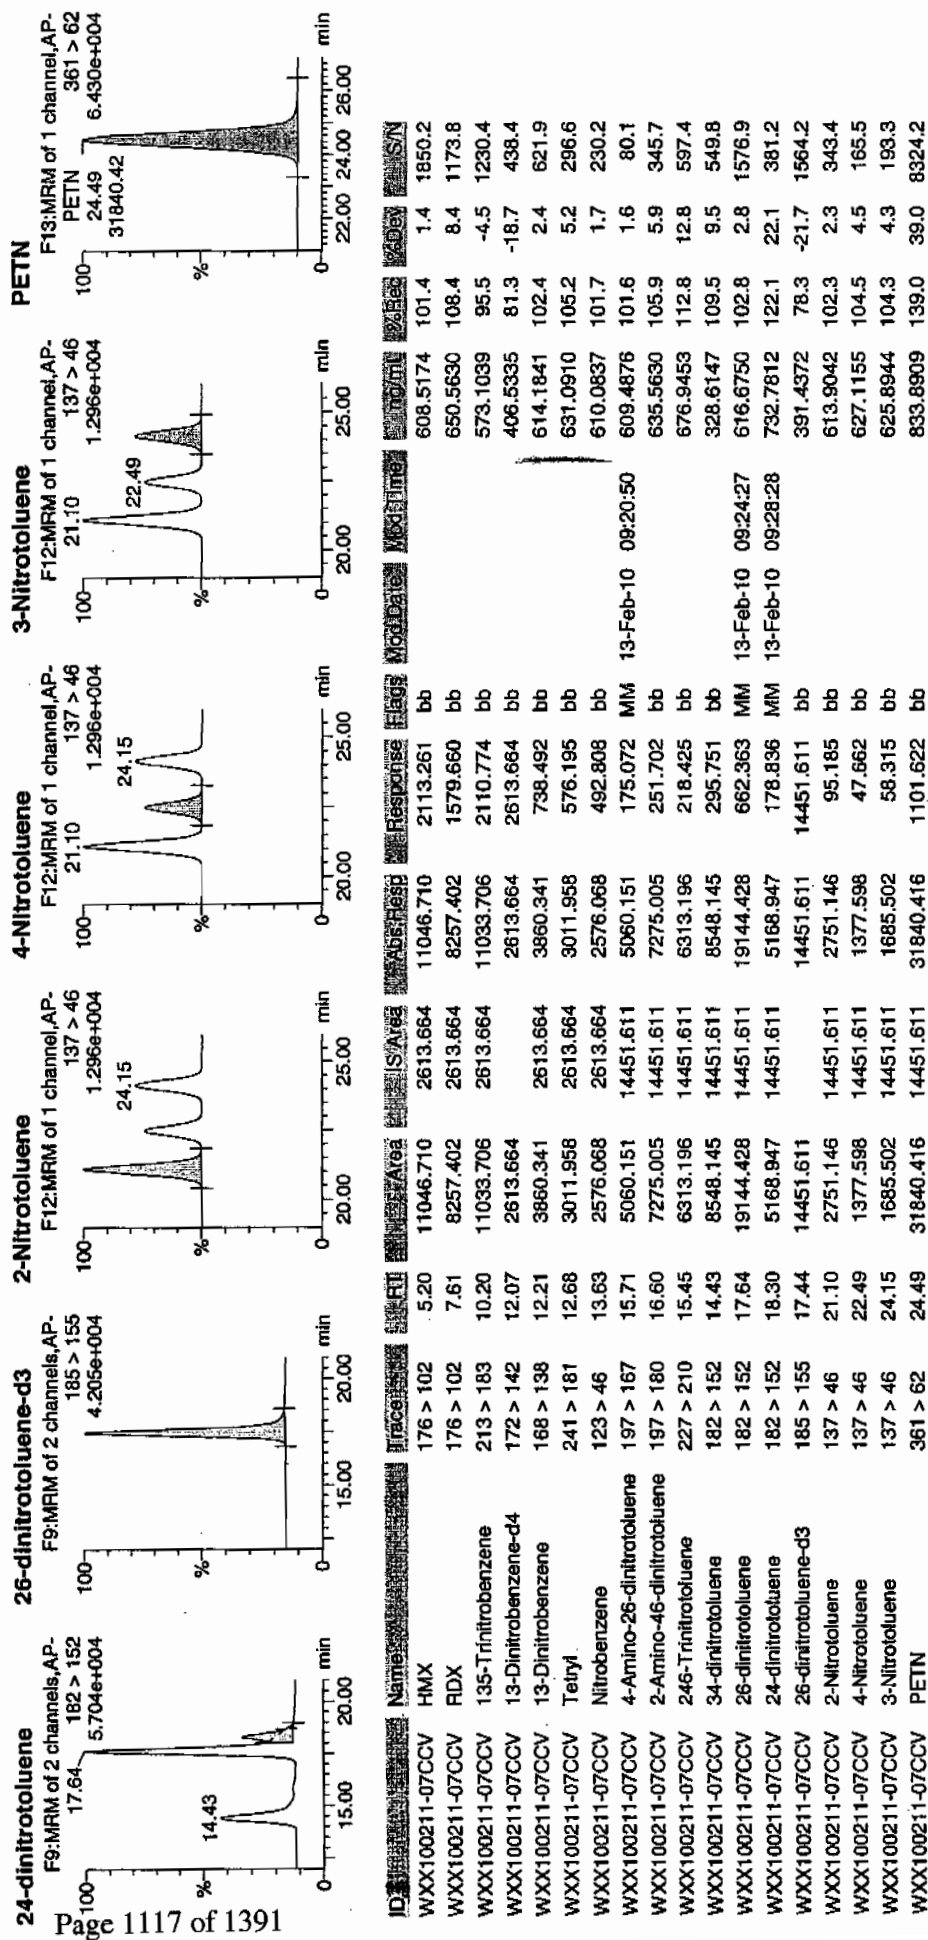 24-dinitrotoluene
F9:MRM of 2 channels,AP-
182 > 152
5.704e+004
17.64
100
14.43
%
0
15.00 20.00 min
26-dinitrotoluene-d3
F9:MRM of 2 channels,AP-
185 > 155
4.205e+004
100
%
0
15.00 20.00 min
2-Nitrotoluene
F12:MRM of 1 channel,AP-
137 > 46
1.296e+004
100
24.15
%
0
20.00 25.00 min
4-Nitrotoluene
F12:MRM of 1 channel,AP-
21.10 137 > 46
1.296e+004
100
24.15
%
0
20.00 25.00 min
3-Nitrotoluene
F12:MRM of 1 channel,AP-
21.10 137 > 46
1.296e+004
100
22.49
%
0
20.00 25.00 min
PETN
F13:MRM of 1 channel,AP-
PETN 361 > 62
24.49 6.430e+004
31840.42
100
%
0
22.00 24.00 26.00 min
ID Name Trace RT Area IS Area Abs.Resp Response Flags Mod.Date Mod.Time ng/mL %Rec %Dev S/N
WXX100211-07CCV HMX 176 > 102 5.20 11046.710 2613.664 11046.710 2113.261 bb 608.5174 101.4 1.4 1850.2
WXX100211-07CCV RDX 176 > 102 7.61 8257.402 2613.664 8257.402 1579.660 bb 650.5630 108.4 8.4 1173.8
WXX100211-07CCV 135-Trinitrobenzene 213 > 183 10.20 11033.706 2613.664 11033.706 2110.774 bb 573.1039 95.5 -4.5 1230.4
WXX100211-07CCV 13-Dinitrobenzene-d4 172 > 142 12.07 2613.664 2613.664 2613.664 bb 406.5335 81.3 -18.7 438.4
WXX100211-07CCV 13-Dinitrobenzene 168 > 138 12.21 3860.341 2613.664 3860.341 738.492 bb 614.1841 102.4 2.4 621.9
WXX100211-07CCV Tetryl 241 > 181 12.68 3011.958 2613.664 3011.958 576.195 bb 631.0910 105.2 5.2 296.6
WXX100211-07CCV Nitrobenzene 123 > 46 13.63 2576.068 2613.664 2576.068 492.808 bb 610.0837 101.7 1.7 230.2
WXX100211-07CCV 4-Amino-26-dinitrotoluene 197 > 167 15.71 5060.151 14451.611 5060.151 175.072 MM 13-Feb-10 09:20:50 609.4876 101.6 1.6 80.1
WXX100211-07CCV 2-Amino-46-dinitrotoluene 197 > 180 16.60 7275.005 14451.611 7275.005 251.702 bb 635.5630 105.9 5.9 345.7
WXX100211-07CCV 246-Trinitrotoluene 227 > 210 15.45 6313.196 14451.611 6313.196 218.425 bb 676.9453 112.8 12.8 597.4
WXX100211-07CCV 34-dinitrotoluene 182 > 152 14.43 8548.145 14451.611 8548.145 295.751 bb 328.6147 109.5 9.5 549.8
WXX100211-07CCV 26-dinitrotoluene 182 > 152 17.64 19144.428 14451.611 19144.428 662.363 MM 13-Feb-10 09:24:27 616.6750 102.8 2.8 1576.9
WXX100211-07CCV 24-dinitrotoluene 182 > 152 18.30 5168.947 14451.611 5168.947 178.836 MM 13-Feb-10 09:28:28 732.7812 122.1 22.1 381.2
WXX100211-07CCV 26-dinitrotoluene-d3 185 > 155 17.44 14451.611 14451.611 14451.611 bb 391.4372 78.3 -21.7 1564.2
WXX100211-07CCV 2-Nitrotoluene 137 > 46 21.10 2751.146 14451.611 2751.146 95.185 bb 613.9042 102.3 2.3 343.4
WXX100211-07CCV 4-Nitrotoluene 137 > 46 22.49 1377.598 14451.611 1377.598 47.662 bb 627.1155 104.5 4.5 165.5
WXX100211-07CCV 3-Nitrotoluene 137 > 46 24.15 1685.502 14451.611 1685.502 58.315 bb 625.8944 104.3 4.3 193.3
WXX100211-07CCV PETN 361 > 62 24.49 31840.416 14451.611 31840.416 1101.622 bb 833.8909 139.0 39.0 8324.2
Page 1117 of 1391